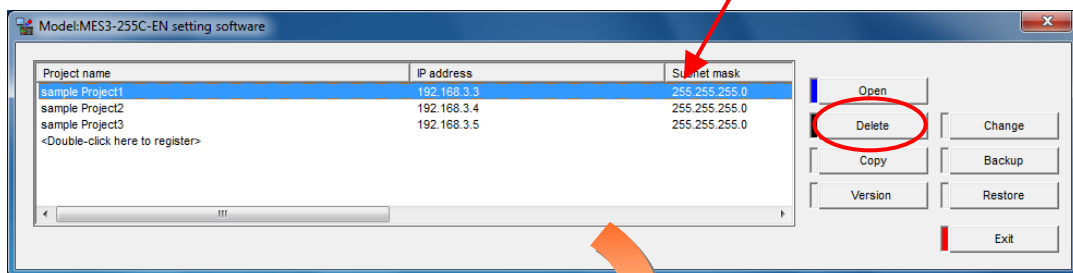 Model:MES3-255C-EN setting software
Project name IP address Subnet mask
sample Project1 192.168.3.3 255.255.255.0
sample Project2 192.168.3.4 255.255.255.0
sample Project3 192.168.3.5 255.255.255.0
<Double-click here to register>
Open
Delete Change
Copy Backup
Version Restore
Exit